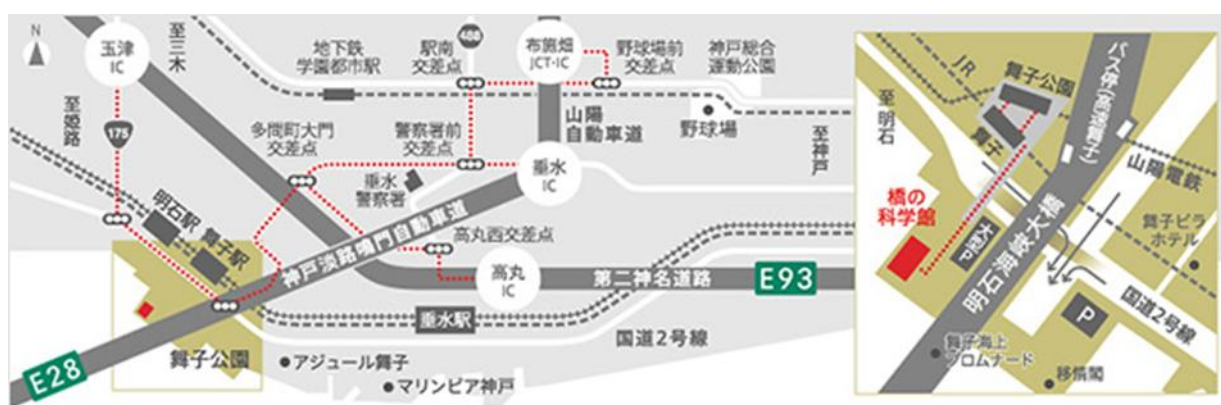 N
玉津
IC
至三木
地下鉄
学園都市駅
駅南
交差点
488
布施畑
JCT・IC
野球場前
交差点
神戸総合
運動公園
至姫路
175
多聞町大門
交差点
警察署前
交差点
山陽
自動車道
野球場
至神戸
垂水
警察署
垂水
IC
明石駅
舞子駅
神戸淡路鳴門自動車道
高丸西交差点
高丸
IC
第二神名道路
E93
垂水駅
国道2号線
舞子公園
アジュール舞子
マリンピア神戸
E28
JR
舞子公園
バス停(高速舞子)
至明石
舞子
山陽電鉄
橋の
科学館
大型P
明石海峡大橋
舞子ビラ
ホテル
国道2号線
P
舞子海上
プロムナード
移情閣